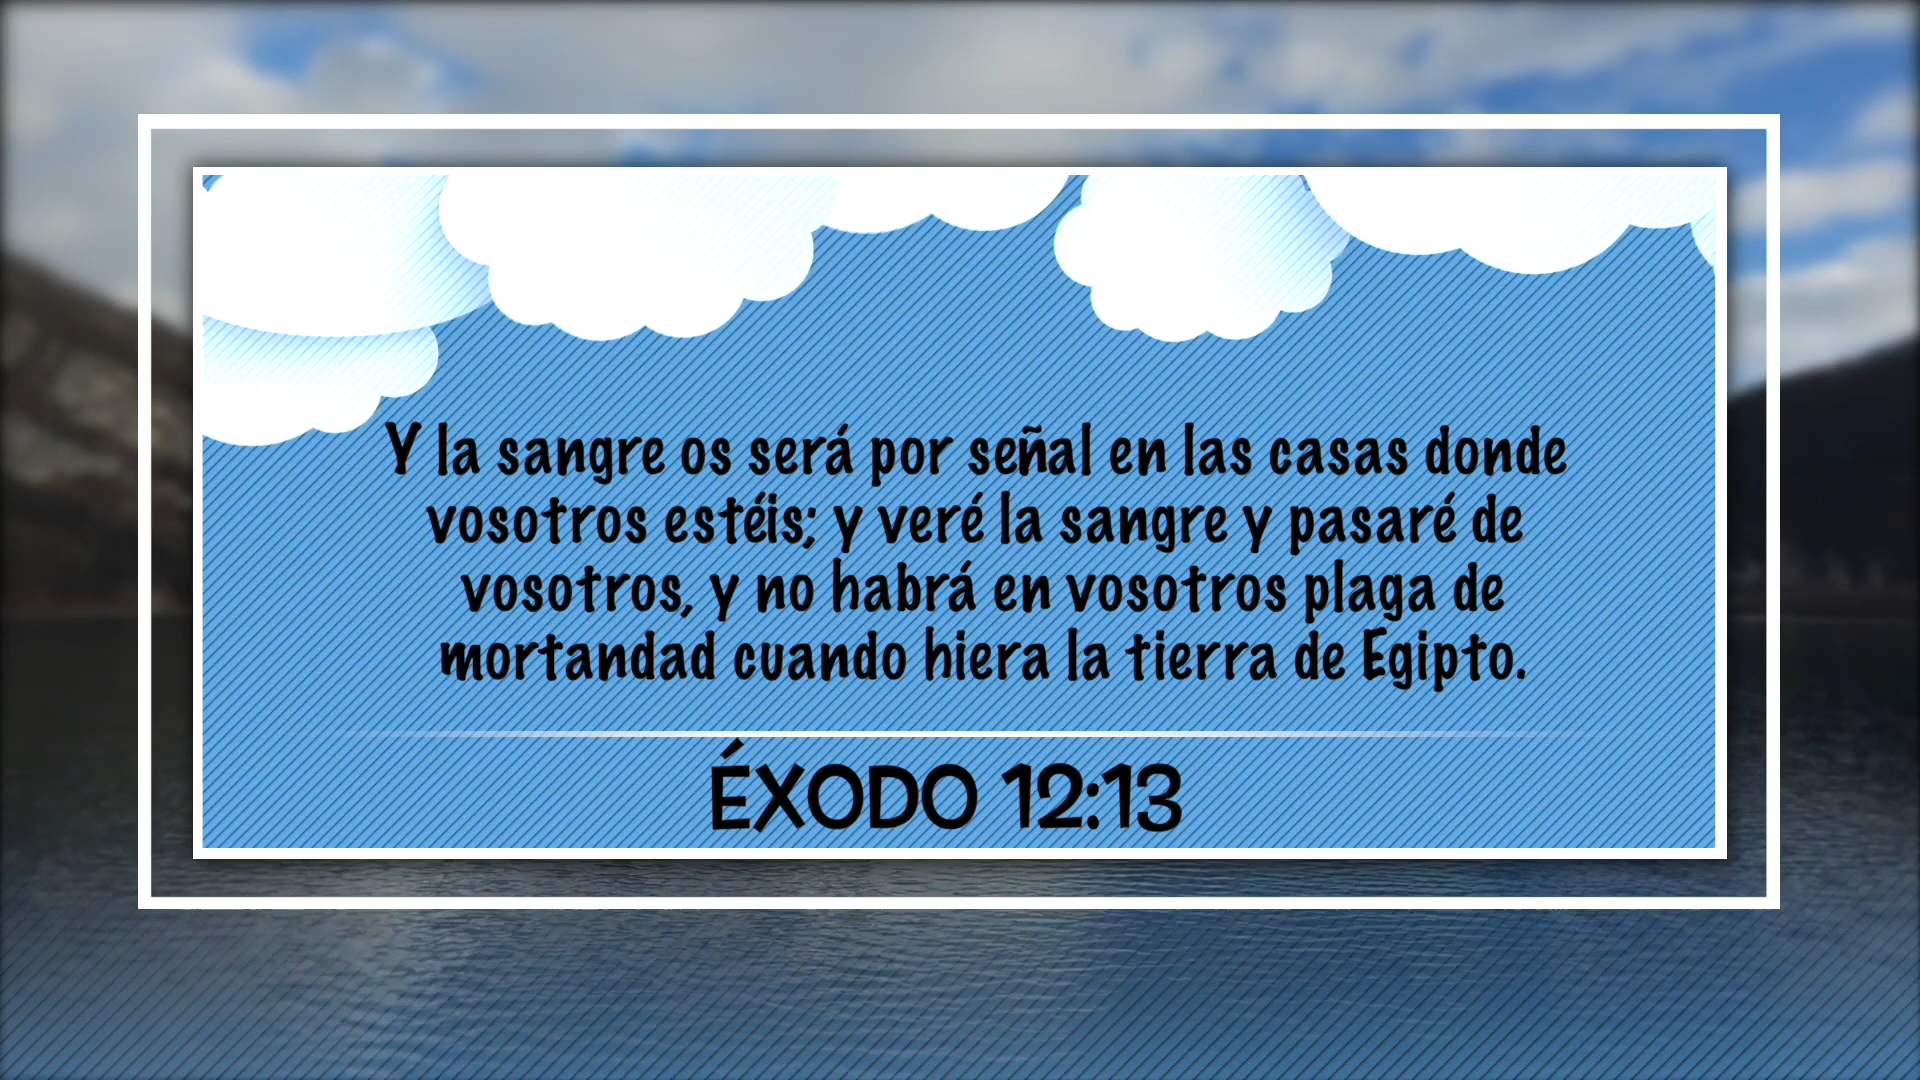 Y la sangre os será por señal en las casas donde
vosotros estéis; y veré la sangre y pasaré de
vosotros, y no habrá en vosotros plaga de
mortandad cuando hiera la tierra de Egipto.
ÉXODO 12:13